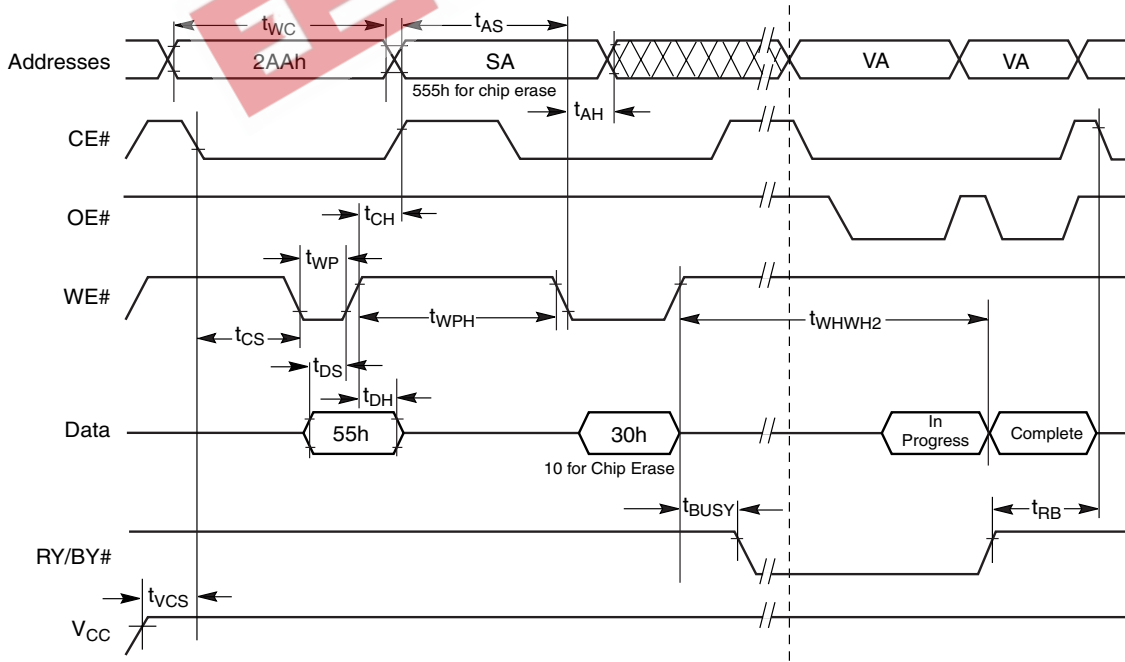 tWC
tAS
Addresses
2AAh
SA
VA
VA
555h for chip erase
tAH
CE#
OE#
tCH
tWP
WE#
tWPH
tWHWH2
tCS
tDS
tDH
Data
55h
30h
In
Progress
Complete
10 for Chip Erase
tBUSY
tRB
RY/BY#
tVCS
VCC